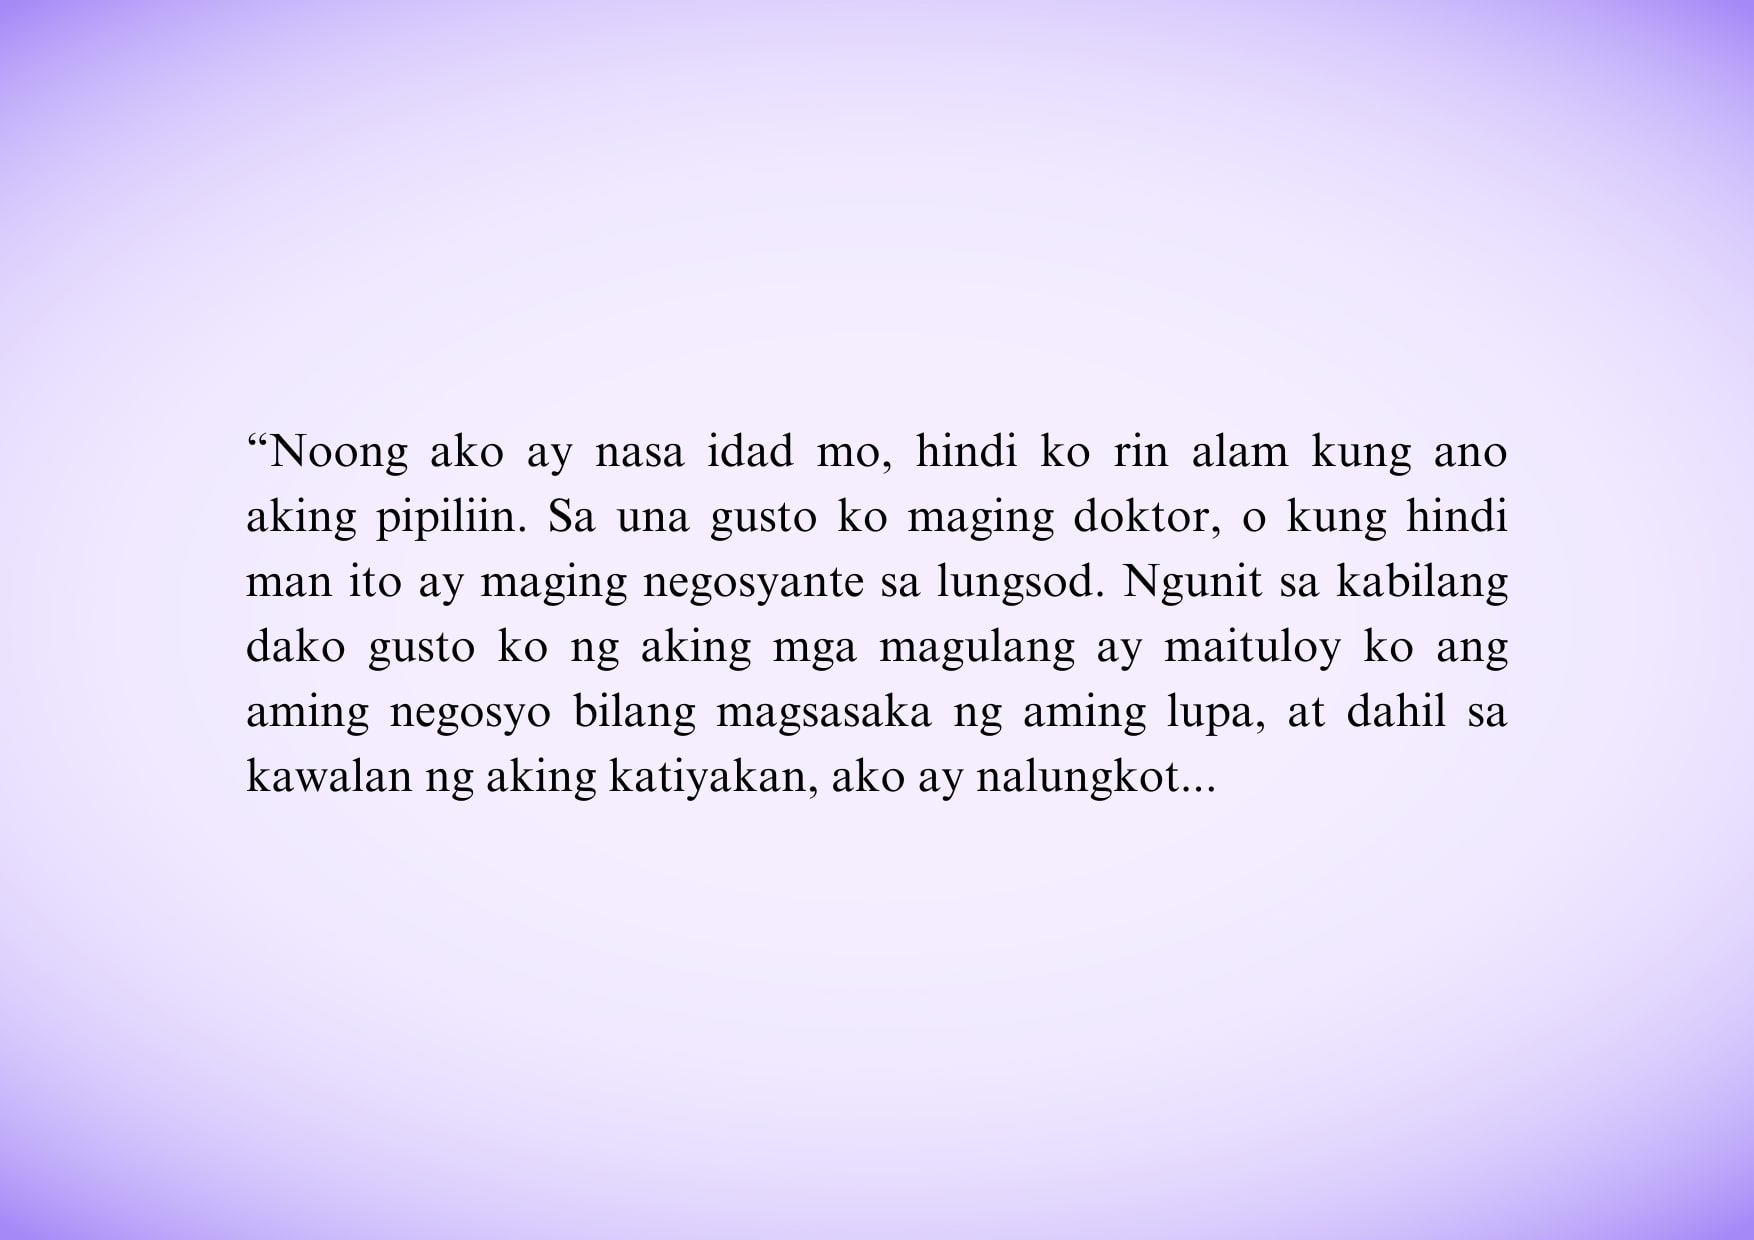 “Noong ako ay nasa idad mo, hindi ko rin alam kung ano
aking pipiliin. Sa una gusto ko maging doktor, o kung hindi
man ito ay maging negosyante sa lungsod. Ngunit sa kabilang
dako gusto ko ng aking mga magulang ay maituloy ko ang
aming negosyo bilang magsasaka ng aming lupa, at dahil sa
kawalan ng aking katiyakan, ako ay nalungkot...